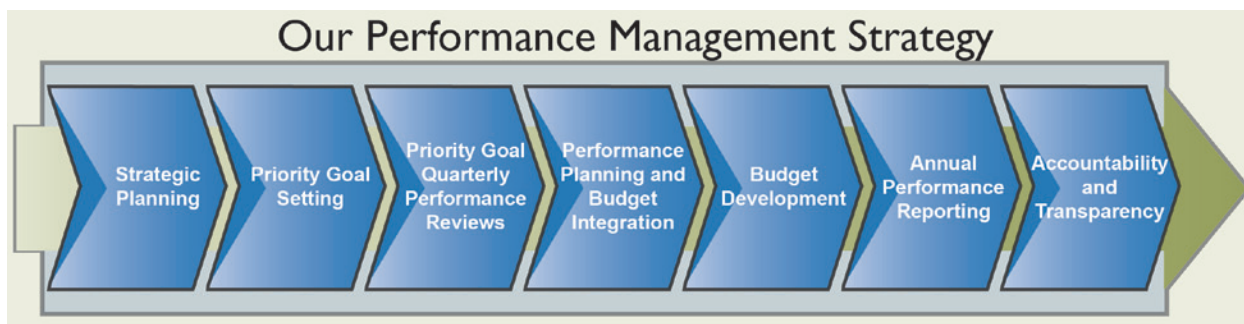 Our Performance Management Strategy
Strategic
Planning
Priority Goal
Setting
Priority Goal
Quarterly
Performance
Reviews
Performance
Planning and
Budget
Integration
Budget
Development
Annual
Performance
Reporting
Accountability
and
Transparency